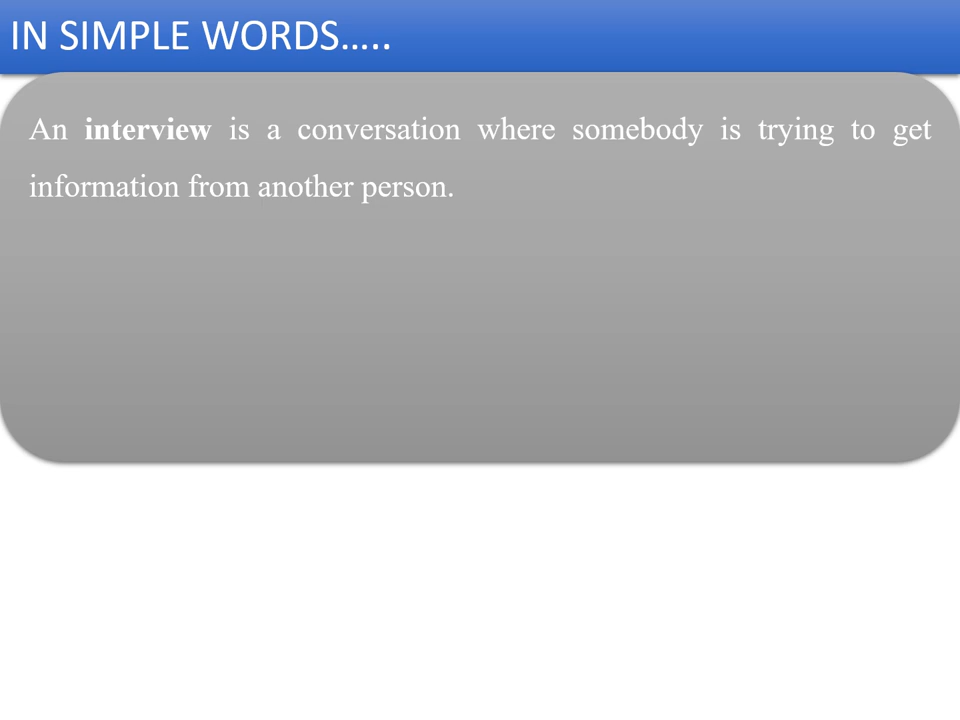 IN SIMPLE WORDS…..
An interview is a conversation where somebody is trying to get
information from another person.